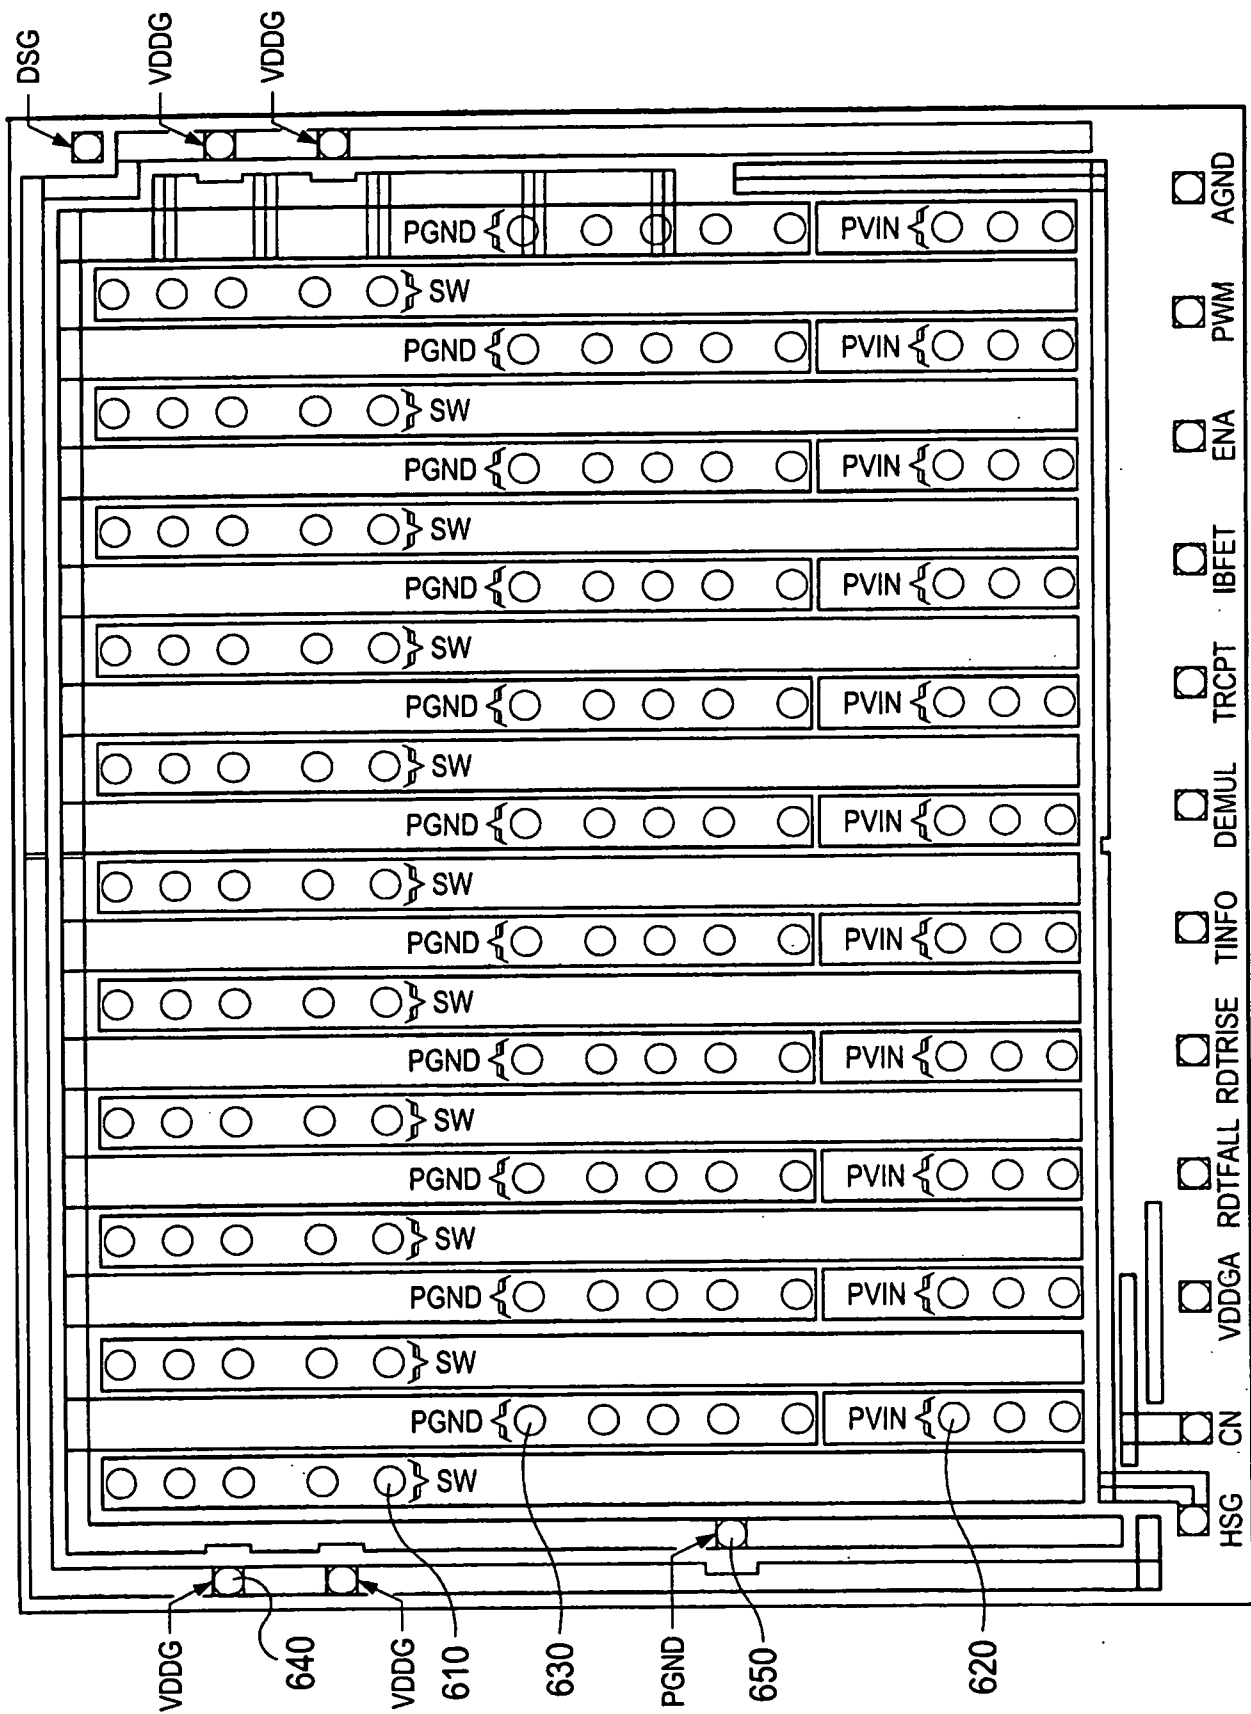 DSG
VDDG
VDDG
PGND
PVIN
AGND
SW
PWM
PGND
PVIN
SW
ENA
PGND
PVIN
SW
IBFET
PGND
PVIN
SW
TRCPT
PGND
PVIN
SW
DEMUL
PGND
PVIN
SW
TINFO
PGND
PVIN
SW
RDTRISE
PGND
PVIN
SW
RDTFALL
PGND
PVIN
SW
VDDGA
PGND
PVIN
SW
CN
PGND
PVIN
SW
HSG
VDDG
640
VDDG
610
630
PGND
650
620